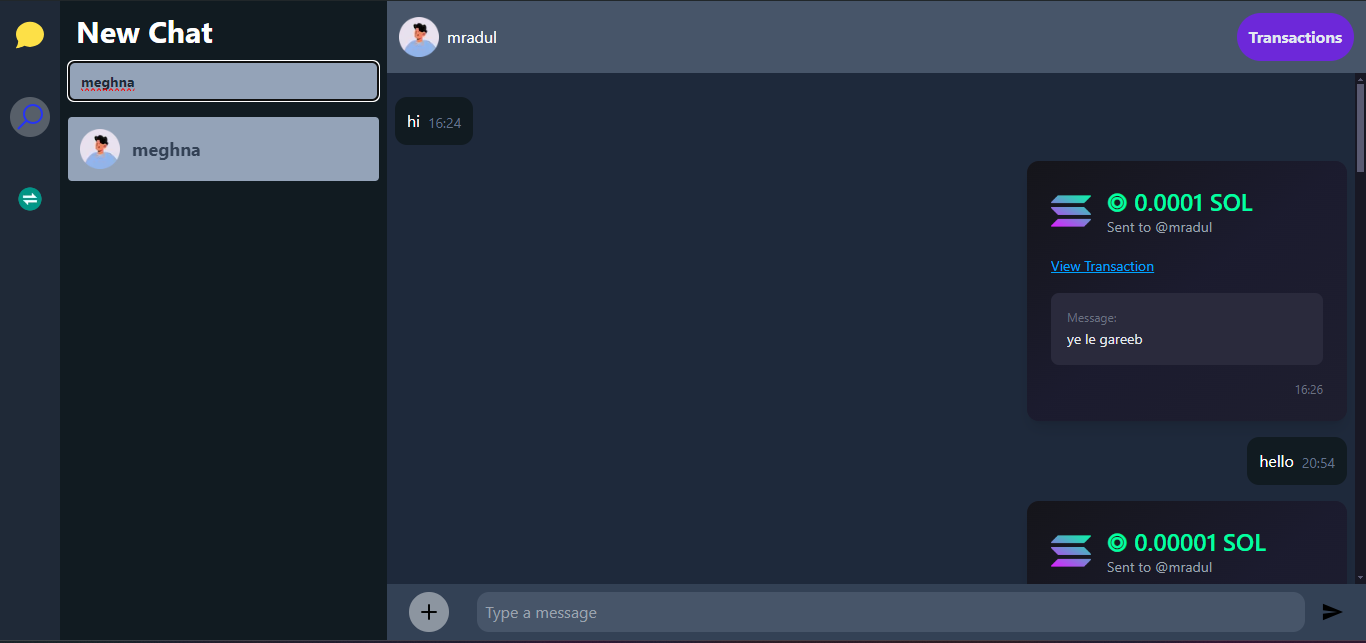 New Chat
meghna
meghna
mradul
Transactions
hi 16:24
0.0001 SOL
Sent to @mradul
View Transaction
Message:
ye le gareeb
16:26
hello 20:54
0.00001 SOL
Sent to @mradul
Type a message